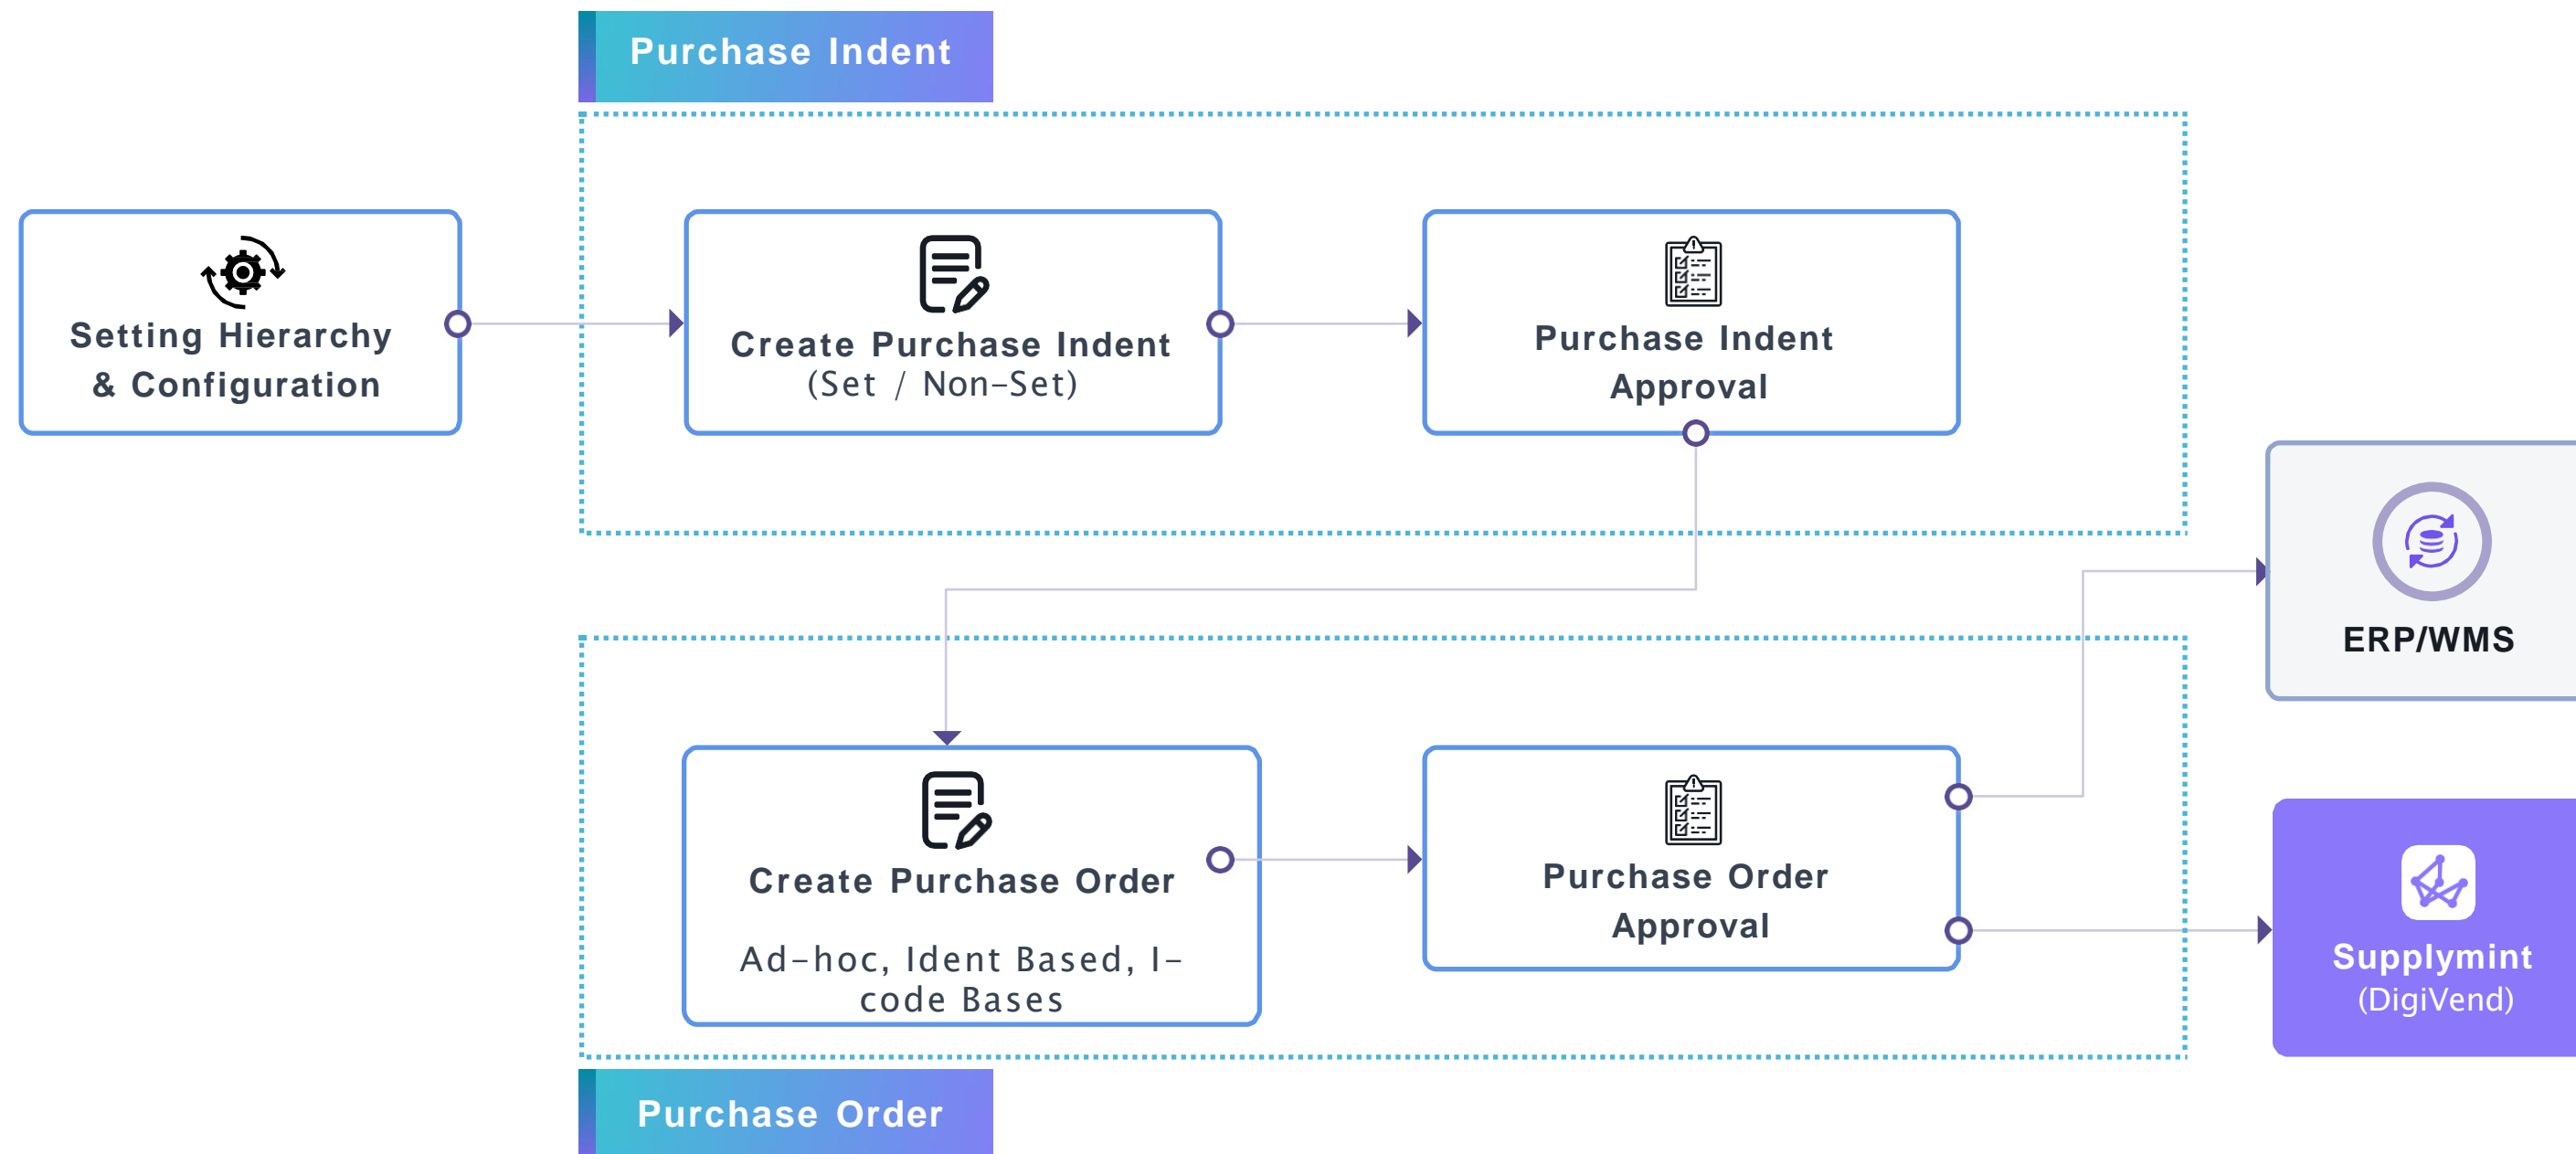 Purchase Indent
Setting Hierarchy
& Configuration
Create Purchase Indent
(Set / Non-Set)
Purchase Indent
Approval
ERP/WMS
Create Purchase Order
Ad-hoc, Ident Based, I-
code Bases
Purchase Order
Approval
Supplymint
(DigiVend)
Purchase Order